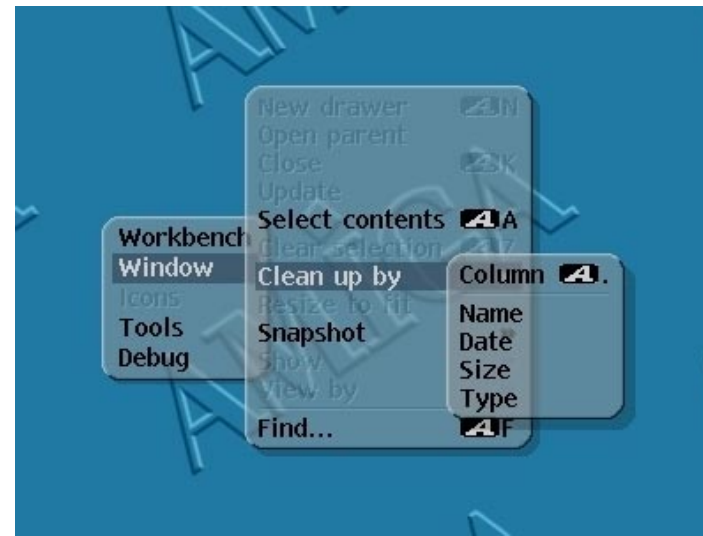 Workbench
Window
Icons
Tools
Debug
New drawer N
Open parent
Close K
Update
Select contents A
Clear selection Z
Clean up by
Resize to fit
Snapshot
Show
View by
Find... F
Column .
Name
Date
Size
Type
AMIGA